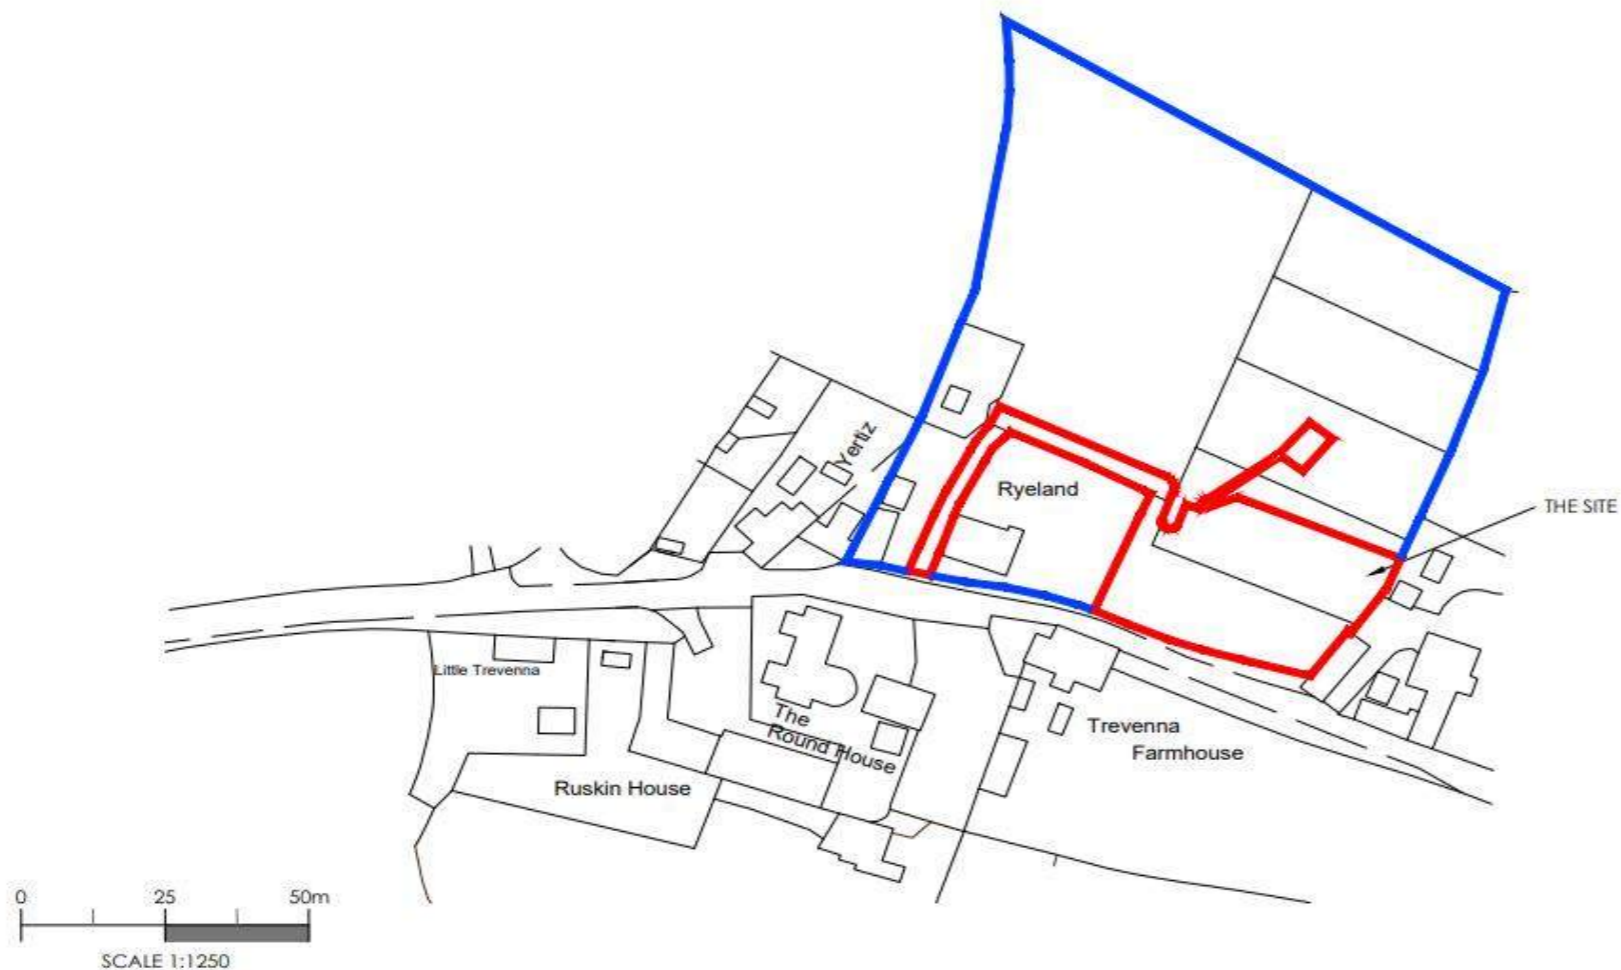 Yertiz
Ryeland
THE SITE
Little Trevenna
The
Round House
Trevenna
Farmhouse
Ruskin House
0 25 50m
SCALE 1:1250